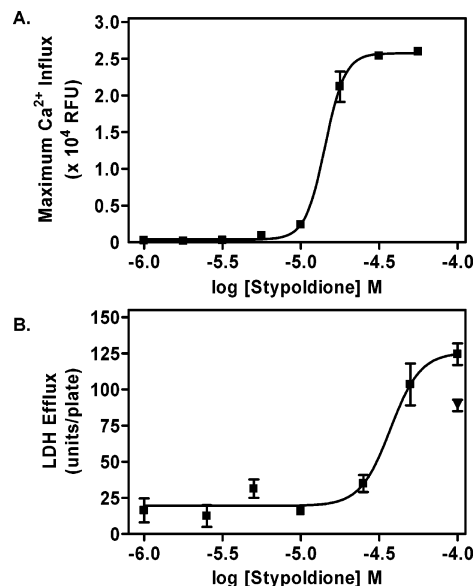 A.
Maximum Ca2+ Influx
(x 10⁴ RFU)
3.0
2.5
2.0
1.5
1.0
0.5
0
-6.0 -5.5 -5.0 -4.5 -4.0
log [Stypoldione] M
B.
LDH Efflux
(units/plate)
150
125
100
75
50
25
0
-6.0 -5.5 -5.0 -4.5 -4.0
log [Stypoldione] M